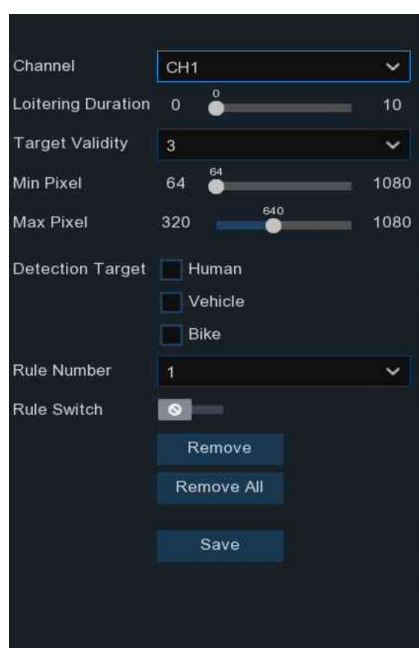 Channel CH1
0
Loitering Duration 0 10
Target Validity 3
64
Min Pixel 64 1080
640
Max Pixel 320 1080
Detection Target Human
Vehicle
Bike
Rule Number 1
Rule Switch
Remove
Remove All
Save